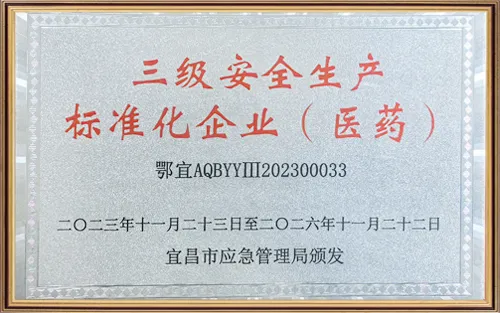 三级安全生产
标准化企业（医药）
鄂宜AQBYYIII202300033
二〇二三年十一月二十三日至二〇二六年十一月二十二日
宜昌市应急管理局颁发